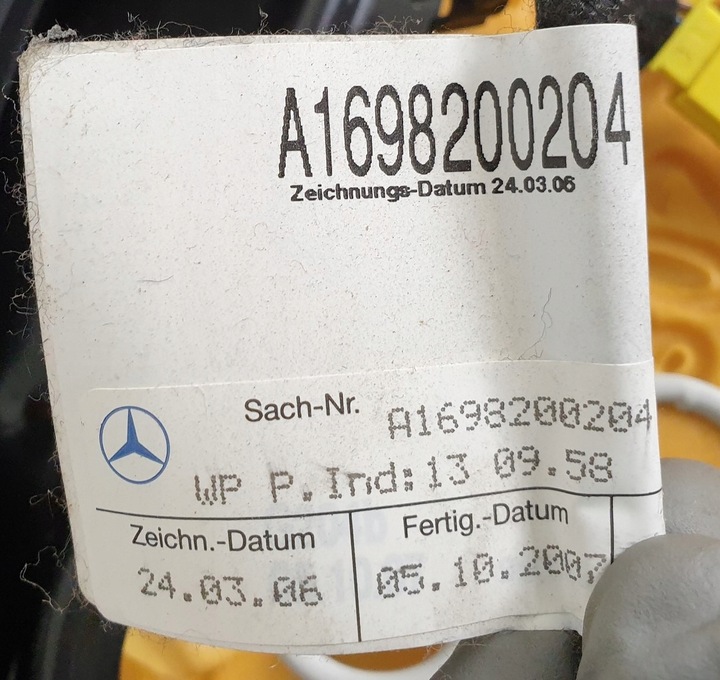 A1698200204
Zeichnungs-Datum 24.03.06
Sach-Nr. A1698200204
WP P.Ind:13 09.58
Zeichn.-Datum Fertig.-Datum
24.03.06 05.10.2007